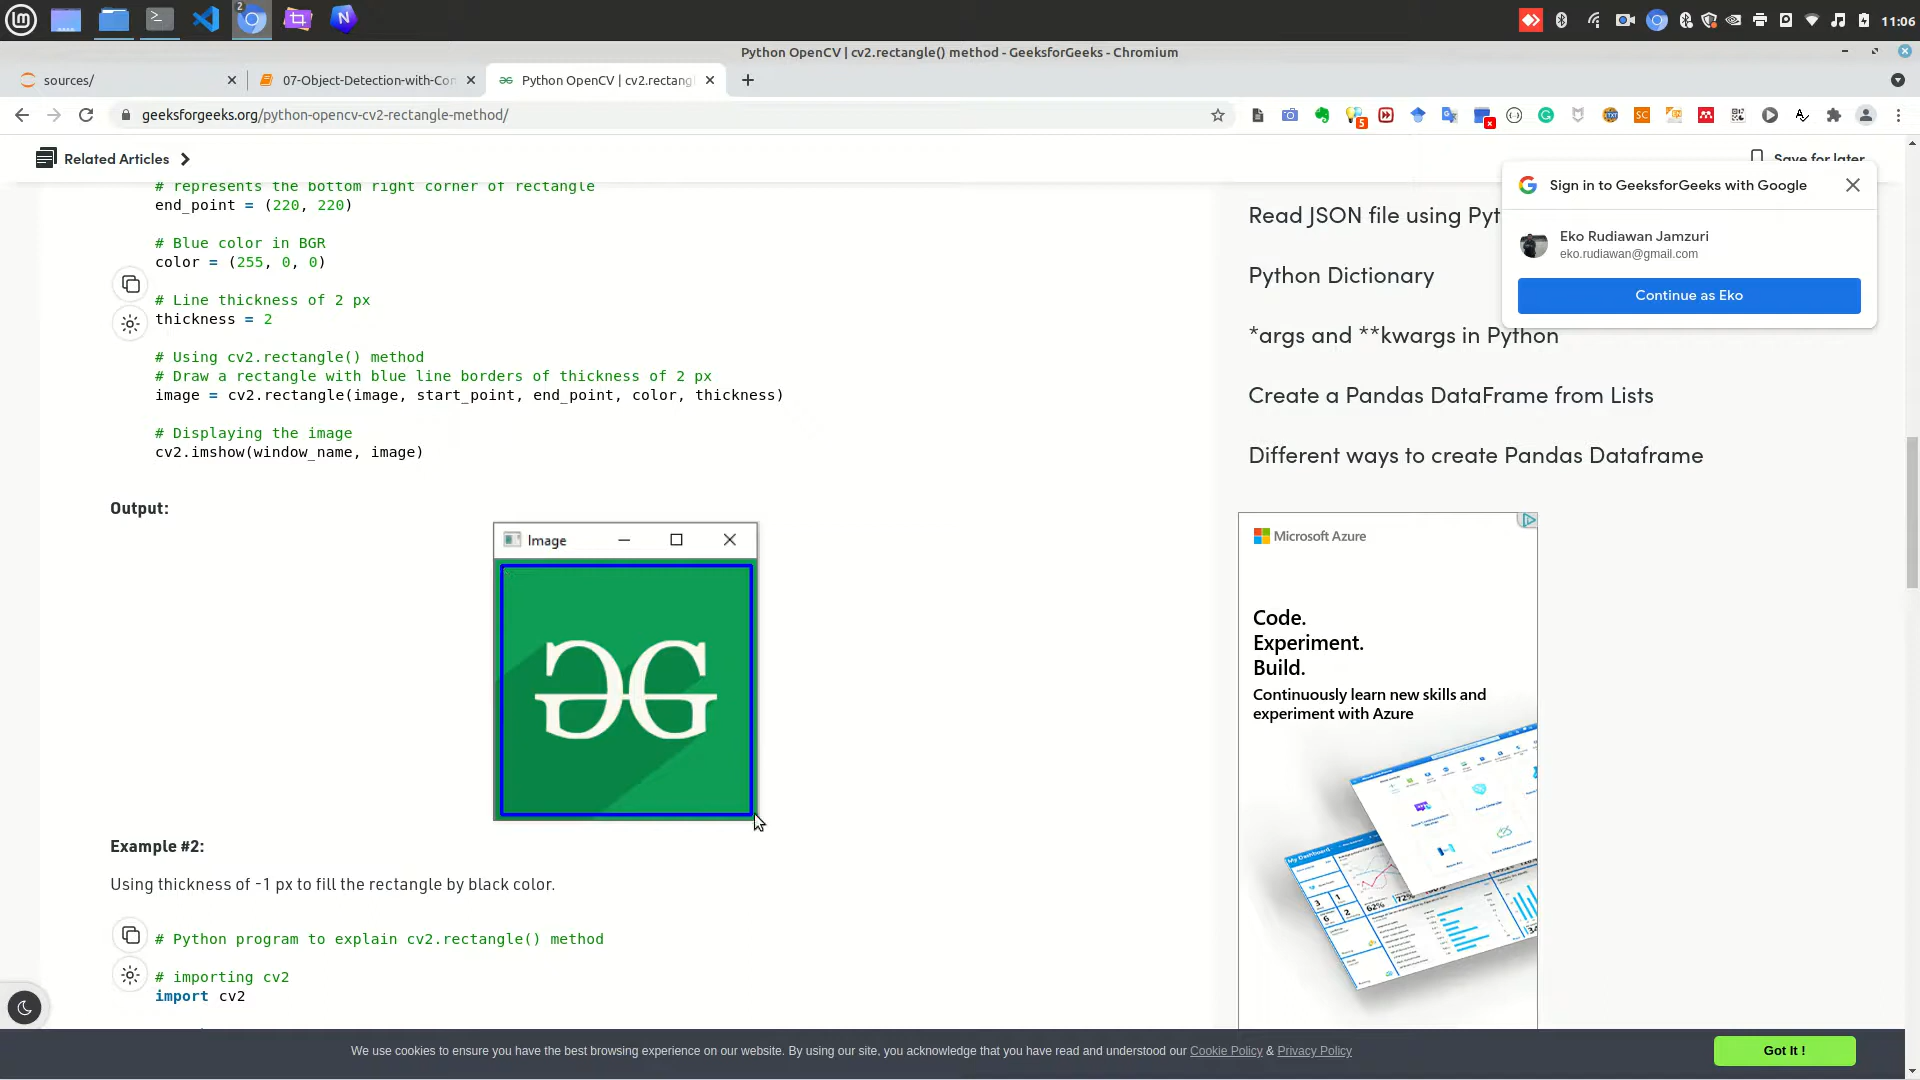 2
11:06
Python OpenCV | cv2.rectangle() method - GeeksforGeeks - Chromium
sources/
07-Object-Detection-with-Con
Python OpenCV | cv2.rectang
geeksforgeeks.org/python-opencv-cv2-rectangle-method/
Related Articles
Save for later
# represents the bottom right corner of rectangle
end_point = (220, 220)
# Blue color in BGR
color = (255, 0, 0)
# Line thickness of 2 px
thickness = 2
# Using cv2.rectangle() method
# Draw a rectangle with blue line borders of thickness of 2 px
image = cv2.rectangle(image, start_point, end_point, color, thickness)
# Displaying the image
cv2.imshow(window_name, image)
Output:
Image
Example #2:
Using thickness of -1 px to fill the rectangle by black color.
# Python program to explain cv2.rectangle() method
# importing cv2
import cv2
Sign in to GeeksforGeeks with Google
Eko Rudiawan Jamzuri
eko.rudiawan@gmail.com
Continue as Eko
Read JSON file using Pyt
Python Dictionary
*args and **kwargs in Python
Create a Pandas DataFrame from Lists
Different ways to create Pandas Dataframe
Microsoft Azure
Code.
Experiment.
Build.
Continuously learn new skills and
experiment with Azure
My Dashboard
62%
72%
We use cookies to ensure you have the best browsing experience on our website. By using our site, you acknowledge that you have read and understood our Cookie Policy & Privacy Policy
Got It !